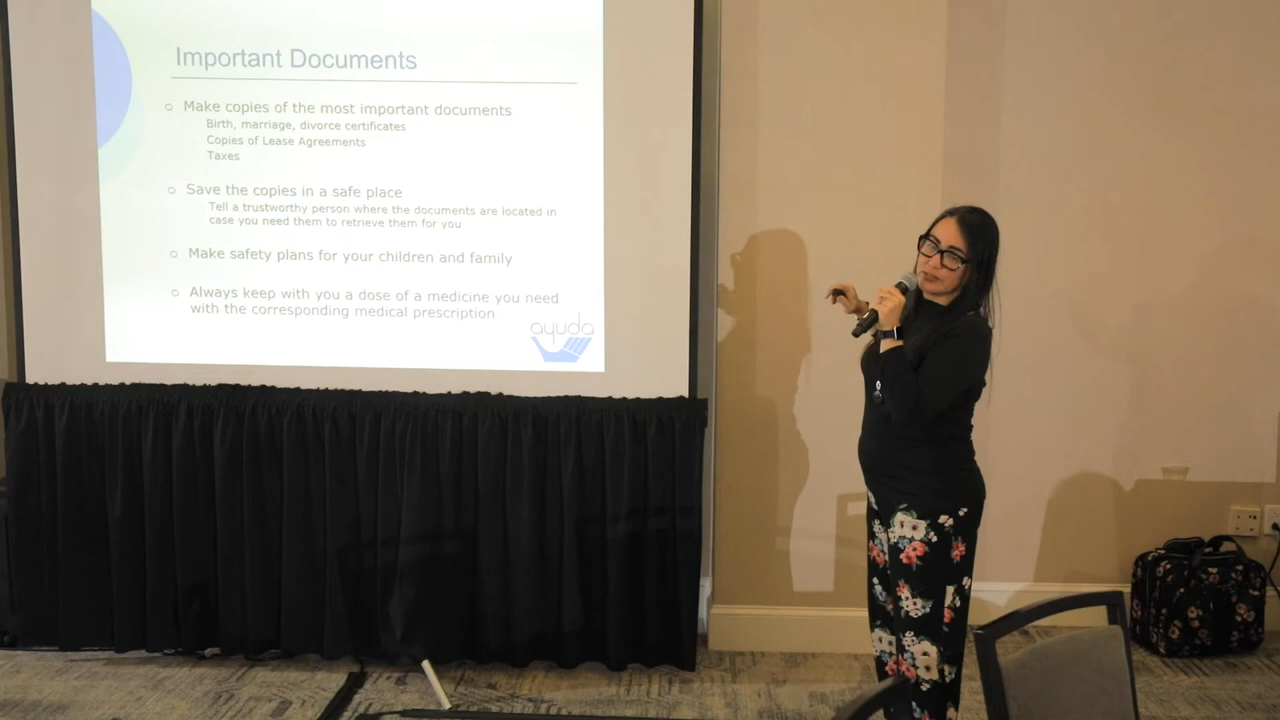 Important Documents
Make copies of the most important documents
Birth, marriage, divorce certificates
Copies of Lease Agreements
Taxes
Save the copies in a safe place
Tell a trustworthy person where the documents are located in
case you need them to retrieve them for you
Make safety plans for your children and family
Always keep with you a dose of a medicine you need
with the corresponding medical prescription
ayuda